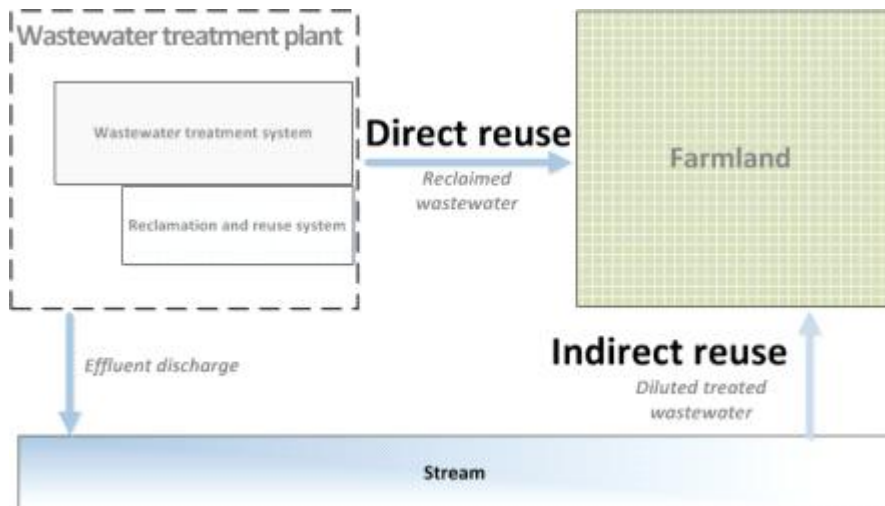 Wastewater treatment plant
Wastewater treatment system
Reclamation and reuse system
Direct reuse
Reclaimed
wastewater
Farmland
Effluent discharge
Indirect reuse
Diluted treated
wastewater
Stream